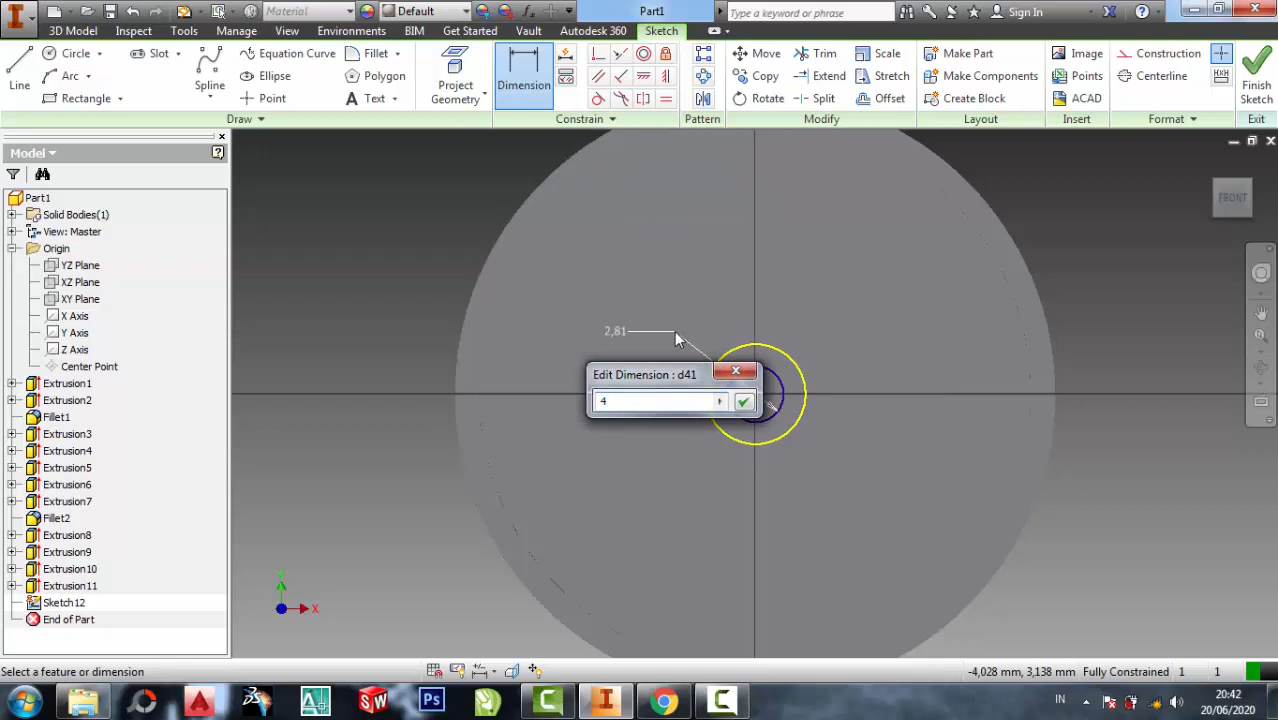 Material
Default
Part1
Type a keyword or phrase
Sign In
3D Model
Inspect
Tools
Manage
View
Environments
BIM
Get Started
Vault
Autodesk 360
Sketch
Line
Circle
Arc
Rectangle
Slot
Spline
Equation Curve
Ellipse
Point
Fillet
Polygon
Text
Project
Geometry
Dimension
Move
Copy
Rotate
Trim
Extend
Split
Scale
Stretch
Offset
Make Part
Make Components
Create Block
Image
Points
ACAD
Construction
Centerline
Finish
Sketch
Draw
Constrain
Pattern
Modify
Layout
Insert
Format
Exit
Model
Part1
Solid Bodies(1)
View: Master
Origin
YZ Plane
XZ Plane
XY Plane
X Axis
Y Axis
Z Axis
Center Point
Extrusion1
Extrusion2
Fillet1
Extrusion3
Extrusion4
Extrusion5
Extrusion6
Extrusion7
Fillet2
Extrusion8
Extrusion9
Extrusion10
Extrusion11
Sketch12
End of Part
FRONT
2,81
Edit Dimension : d41
4
X
Select a feature or dimension
-4,028 mm, 3,138 mm
Fully Constrained
1
1
IN
20:42
20/06/2020